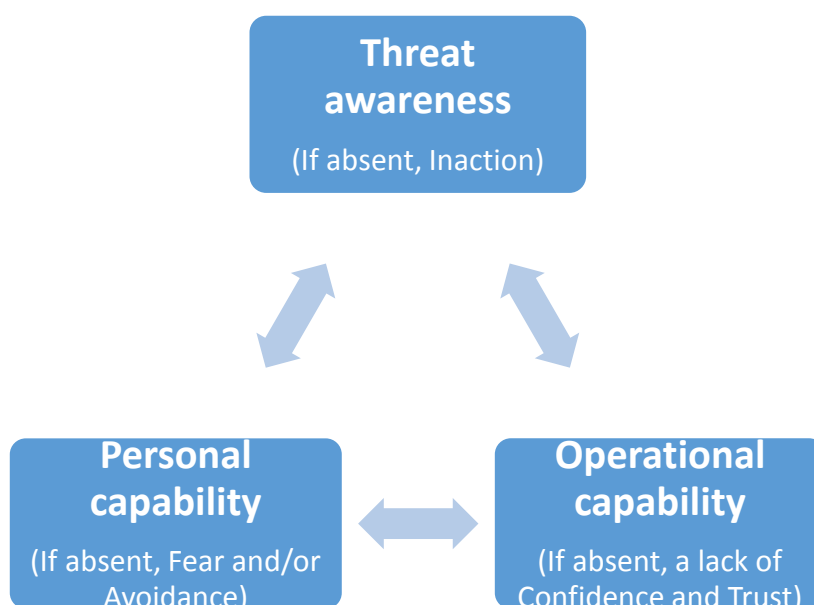 Threat
awareness
(If absent, Inaction)
Personal
capability
(If absent, Fear and/or
Avoidance)
Operational
capability
(If absent, a lack of
Confidence and Trust)